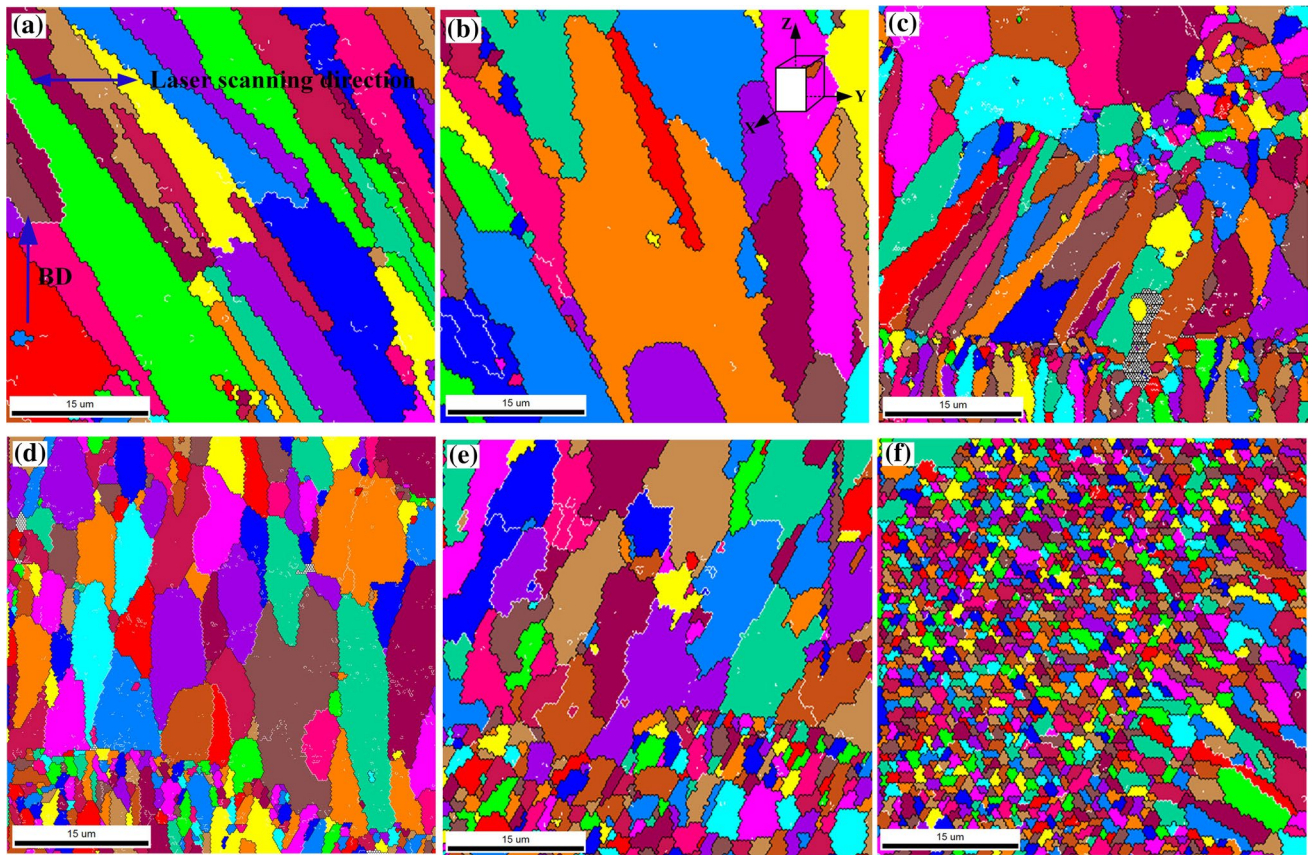 (a)
Laser scanning direction
BD
15 um
(b)
Z
Y
X
15 um
(c)
15 um
(d)
15 um
(e)
15 um
(f)
15 um